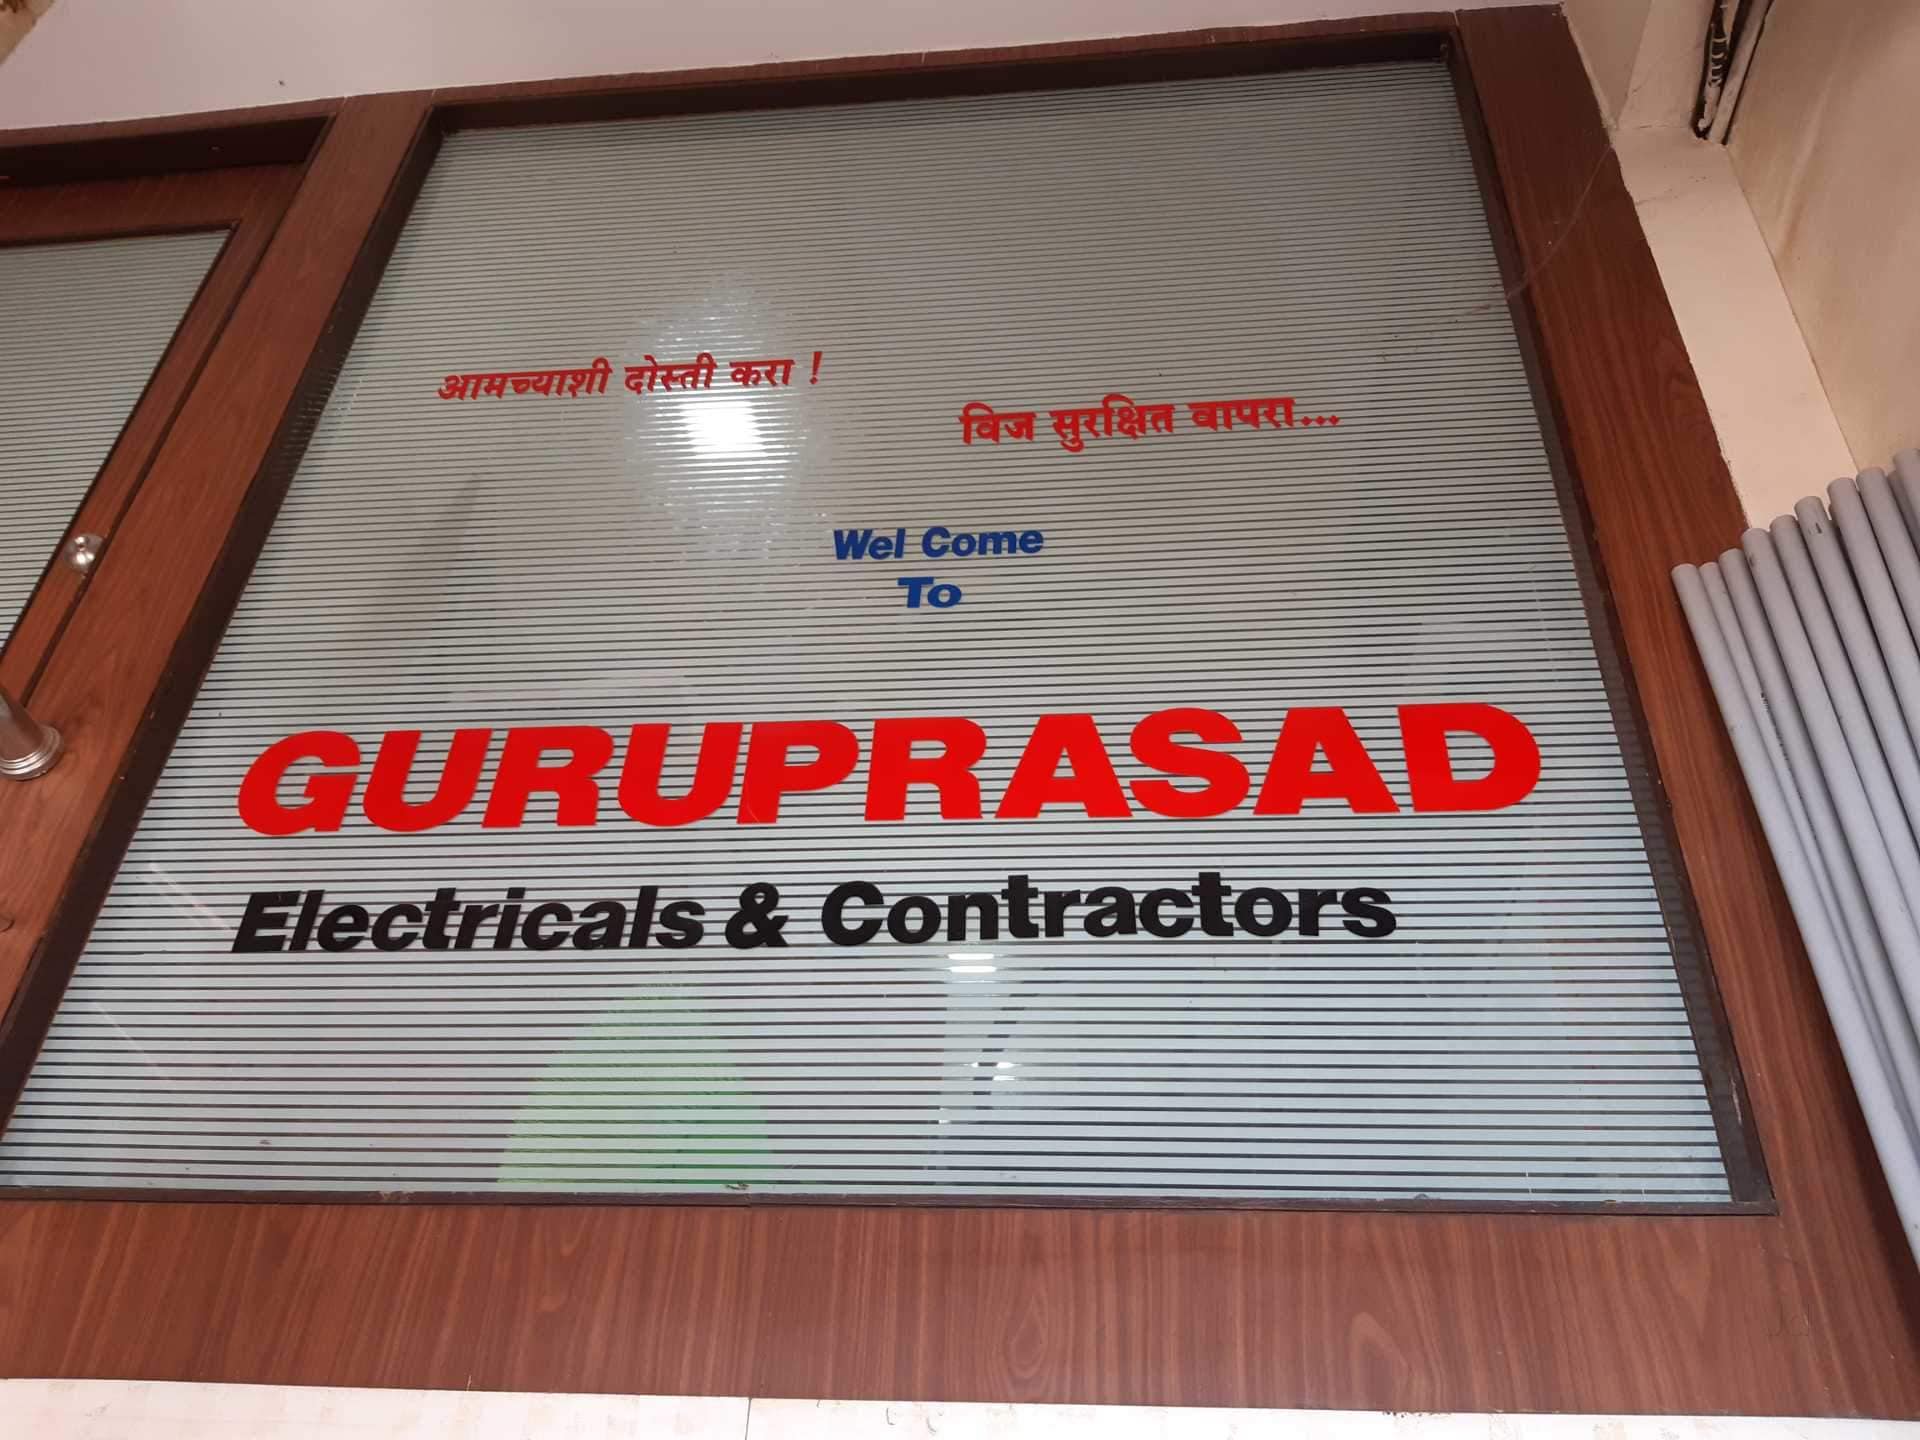 आमच्याशी दोस्ती करा !
विज सुरक्षित वापरा...
Wel Come
To
GURUPRASAD
Electricals & Contractors